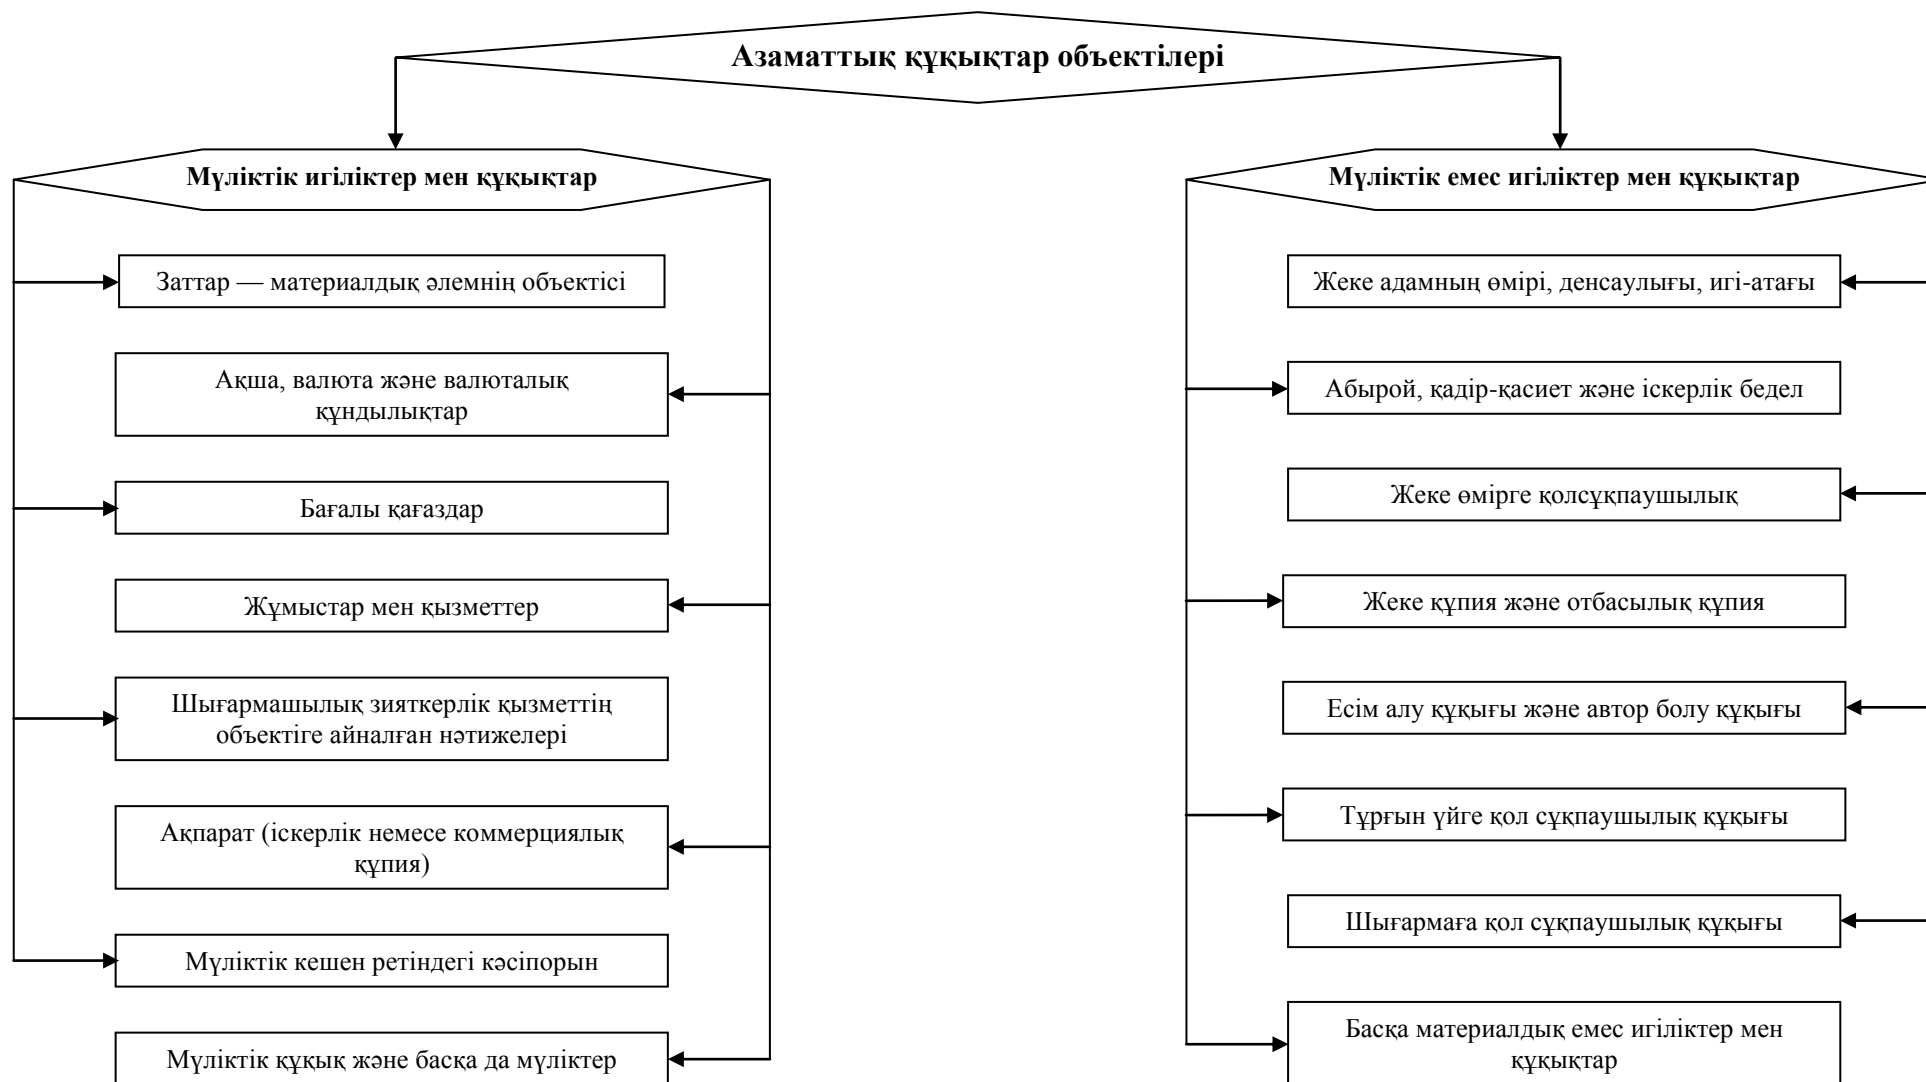 Азаматтық құқықтар объектілері
Мүліктік игіліктер мен құқықтар
Заттар — материалдық әлемнің объектісі
Ақша, валюта және валюталық
құндылықтар
Бағалы қағаздар
Жұмыстар мен қызметтер
Шығармашылық зияткерлік қызметтің
объектіге айналған нәтижелері
Ақпарат (іскерлік немесе коммерциялық
құпия)
Мүліктік кешен ретіндегі кәсіпорын
Мүліктік құқық және басқа да мүліктер
Мүліктік емес игіліктер мен құқықтар
Жеке адамның өмірі, денсаулығы, игі-атағы
Абырой, қадір-қасиет және іскерлік бедел
Жеке өмірге қолсұқпаушылық
Жеке құпия және отбасылық құпия
Есім алу құқығы және автор болу құқығы
Тұрғын үйге қол сұқпаушылық құқығы
Шығармаға қол сұқпаушылық құқығы
Басқа материалдық емес игіліктер мен
құқықтар